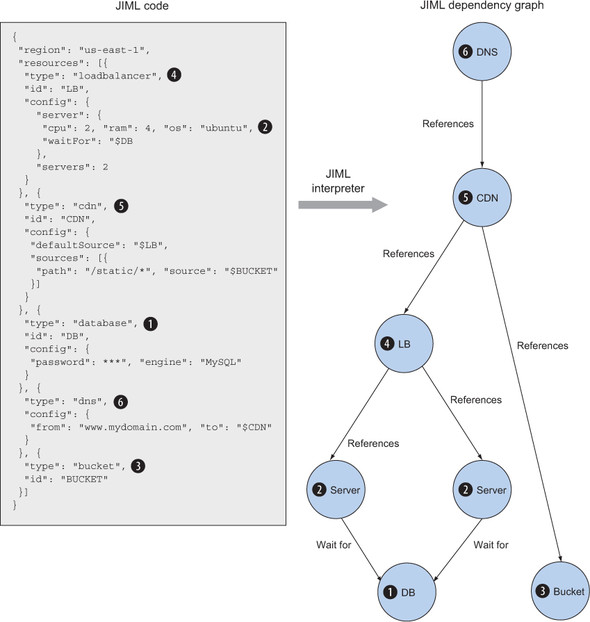 JIML code
{
"region": "us-east-1",
"resources": [{
"type": "loadbalancer", 4
"id": "LB",
"config": {
"server": {
"cpu": 2, "ram": 4, "os": "ubuntu", 2
"waitFor": "$DB
},
"servers": 2
}
}, {
"type": "cdn", 5
"id": "CDN",
"config": {
"defaultSource": "$LB",
"sources": [{
"path": "/static/*", "source": "$BUCKET"
}]
}
}, {
"type": "database", 1
"id": "DB",
"config": {
"password": ***, "engine": "MySQL"
}
}, {
"type": "dns", 6
"config": {
"from": "www.mydomain.com", "to": "$CDN"
}
}, {
"type": "bucket", 3
"id": "BUCKET"
}]
}
JIML
interpreter
JIML dependency graph
6 DNS
References
5 CDN
References
References
4 LB
References
References
2 Server
2 Server
Wait for
Wait for
1 DB
3 Bucket